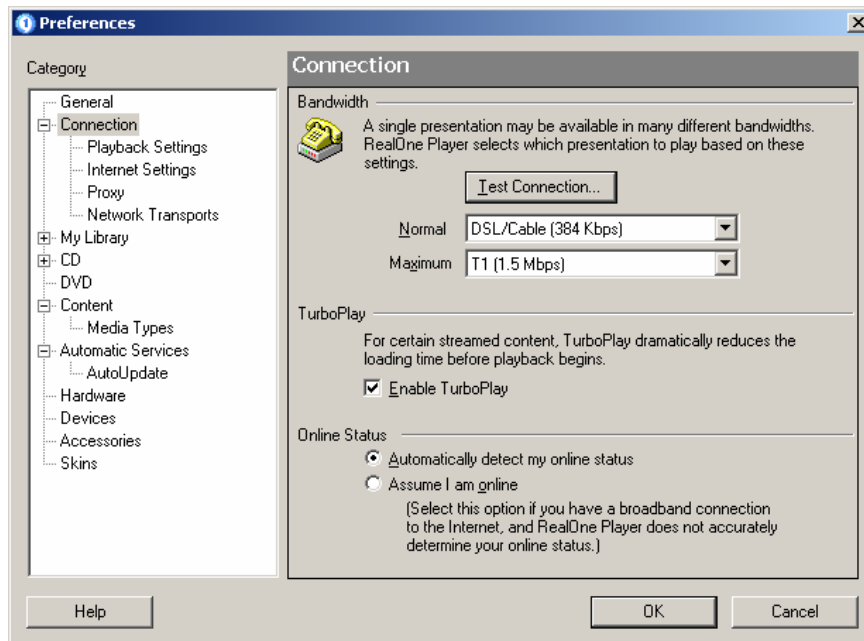 Preferences
Category
General
Connection
Playback Settings
Internet Settings
Proxy
Network Transports
My Library
CD
DVD
Content
Media Types
Automatic Services
AutoUpdate
Hardware
Devices
Accessories
Skins
Connection
Bandwidth
A single presentation may be available in many different bandwidths.
RealOne Player selects which presentation to play based on these
settings.
Test Connection...
Normal DSL/Cable (384 Kbps)
Maximum T1 (1.5 Mbps)
TurboPlay
For certain streamed content, TurboPlay dramatically reduces the
loading time before playback begins.
Enable TurboPlay
Online Status
Automatically detect my online status
Assume I am online
(Select this option if you have a broadband connection
to the Internet, and RealOne Player does not accurately
determine your online status.)
Help OK Cancel